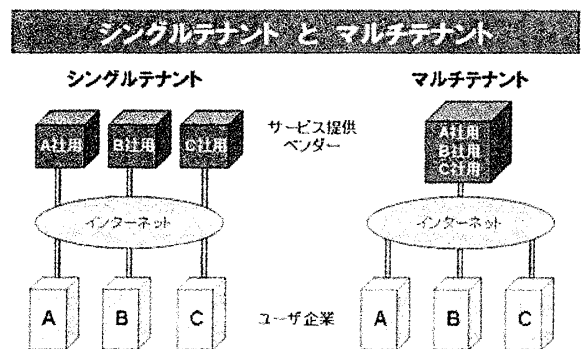 シングルテナント と マルチテナント
シングルテナント
マルチテナント
A社用
B社用
C社用
サービス提供
ベンダー
A社用
B社用
C社用
インターネット
インターネット
A
B
C
ユーザ企業
A
B
C